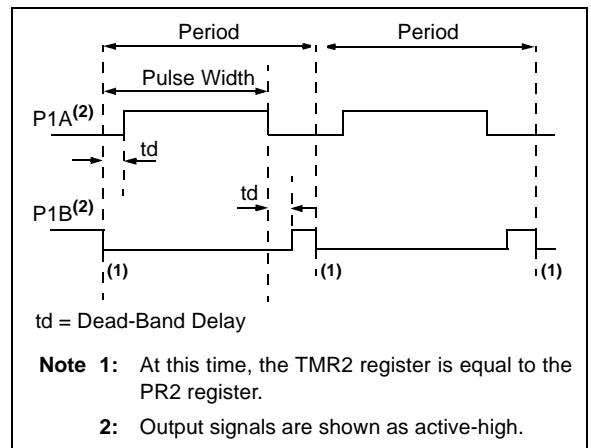 Period Period
Pulse Width
P1A(2)
td
td
P1B(2)
(1) (1) (1)
td = Dead-Band Delay
Note 1: At this time, the TMR2 register is equal to the
PR2 register.
2: Output signals are shown as active-high.